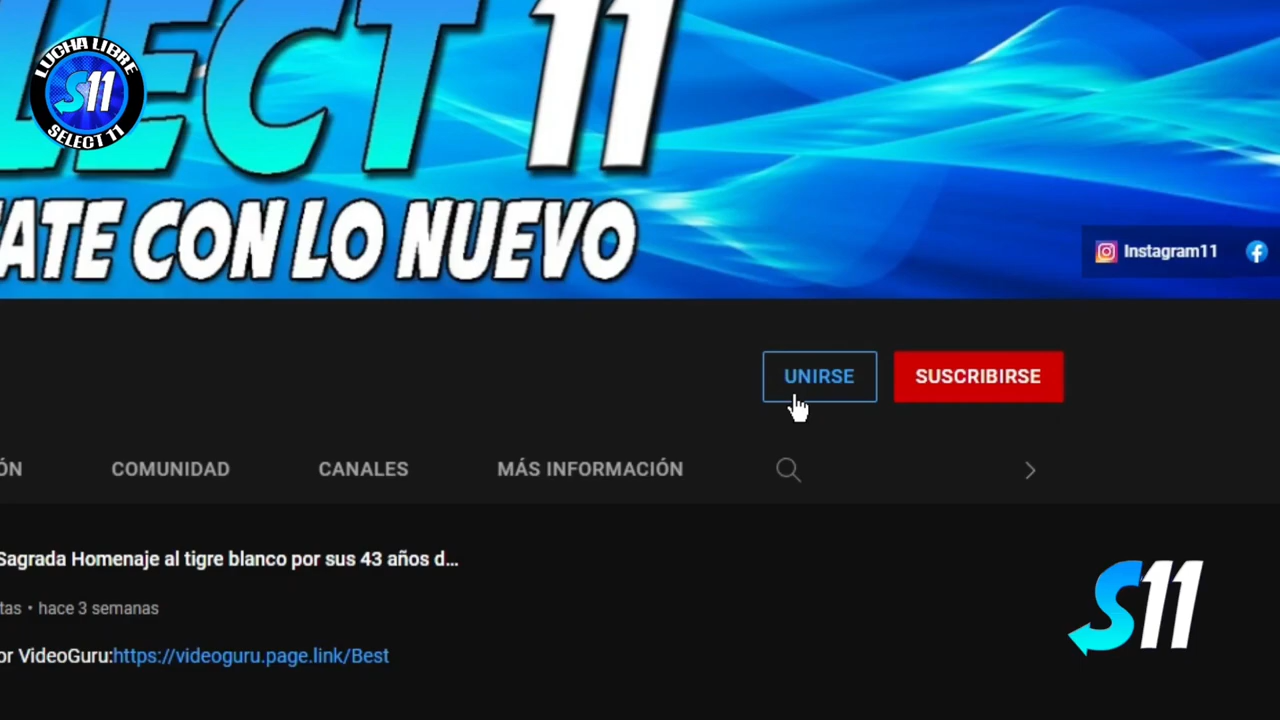 LECT 11
LUCHA LIBRE
S11
SELECT 11
ATE CON LO NUEVO
Instagram11
UNIRSE
SUSCRIBIRSE
ÓN
COMUNIDAD
CANALES
MÁS INFORMACIÓN
Sagrada Homenaje al tigre blanco por sus 43 años d...
tas • hace 3 semanas
or VideoGuru:https://videoguru.page.link/Best
S11